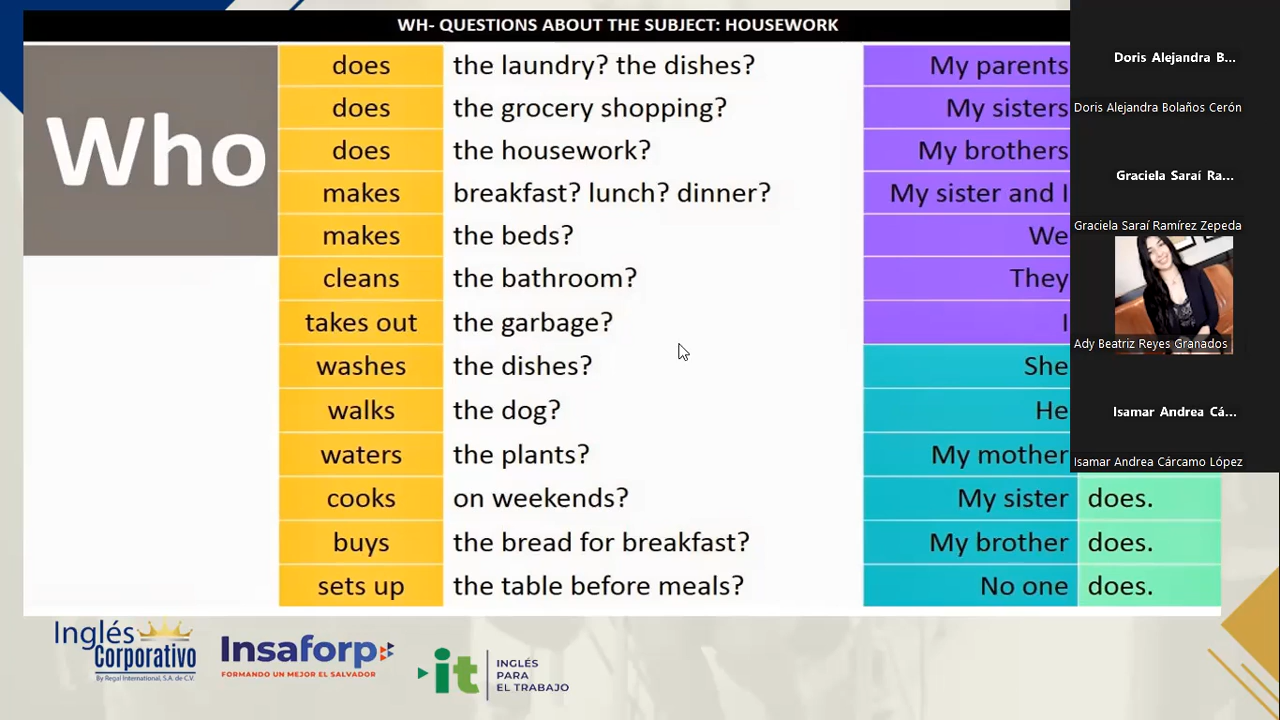 WH- QUESTIONS ABOUT THE SUBJECT: HOUSEWORK
Who
does the laundry? the dishes? My parents
does the grocery shopping? My sisters
does the housework? My brothers
makes breakfast? lunch? dinner? My sister and I
makes the beds? We
cleans the bathroom? They
takes out the garbage? I
washes the dishes? She
walks the dog? He
waters the plants? My mother
cooks on weekends? My sister does.
buys the bread for breakfast? My brother does.
sets up the table before meals? No one does.
Doris Alejandra B...
Doris Alejandra Bolaños Cerón
Graciela Saraí Ra...
Graciela Saraí Ramírez Zepeda
Ady Beatriz Reyes Granados
Isamar Andrea Cá...
Isamar Andrea Cárcamo López
Inglés
Corporativo
By Regal International, S.A. de C.V.
Insaforp
FORMANDO UN MEJOR EL SALVADOR
it
INGLÉS
PARA
EL TRABAJO